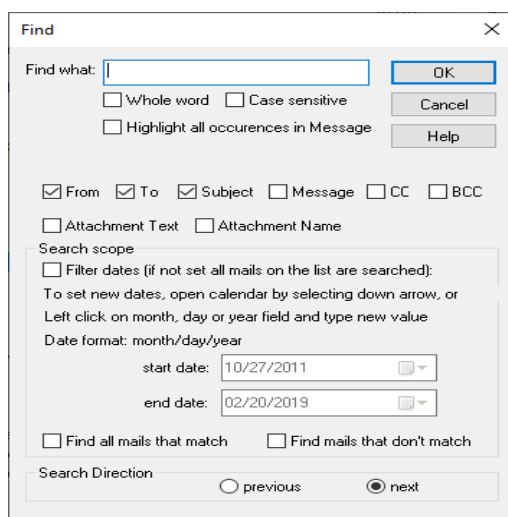 Find
Find what:
OK
Whole word Case sensitive
Cancel
Highlight all occurences in Message
Help
From To Subject Message CC BCC
Attachment Text Attachment Name
Search scope
Filter dates (if not set all mails on the list are searched):
To set new dates, open calendar by selecting down arrow, or
Left click on month, day or year field and type new value
Date format: month/day/year
start date: 10/27/2011
end date: 02/20/2019
Find all mails that match Find mails that don't match
Search Direction
previous next